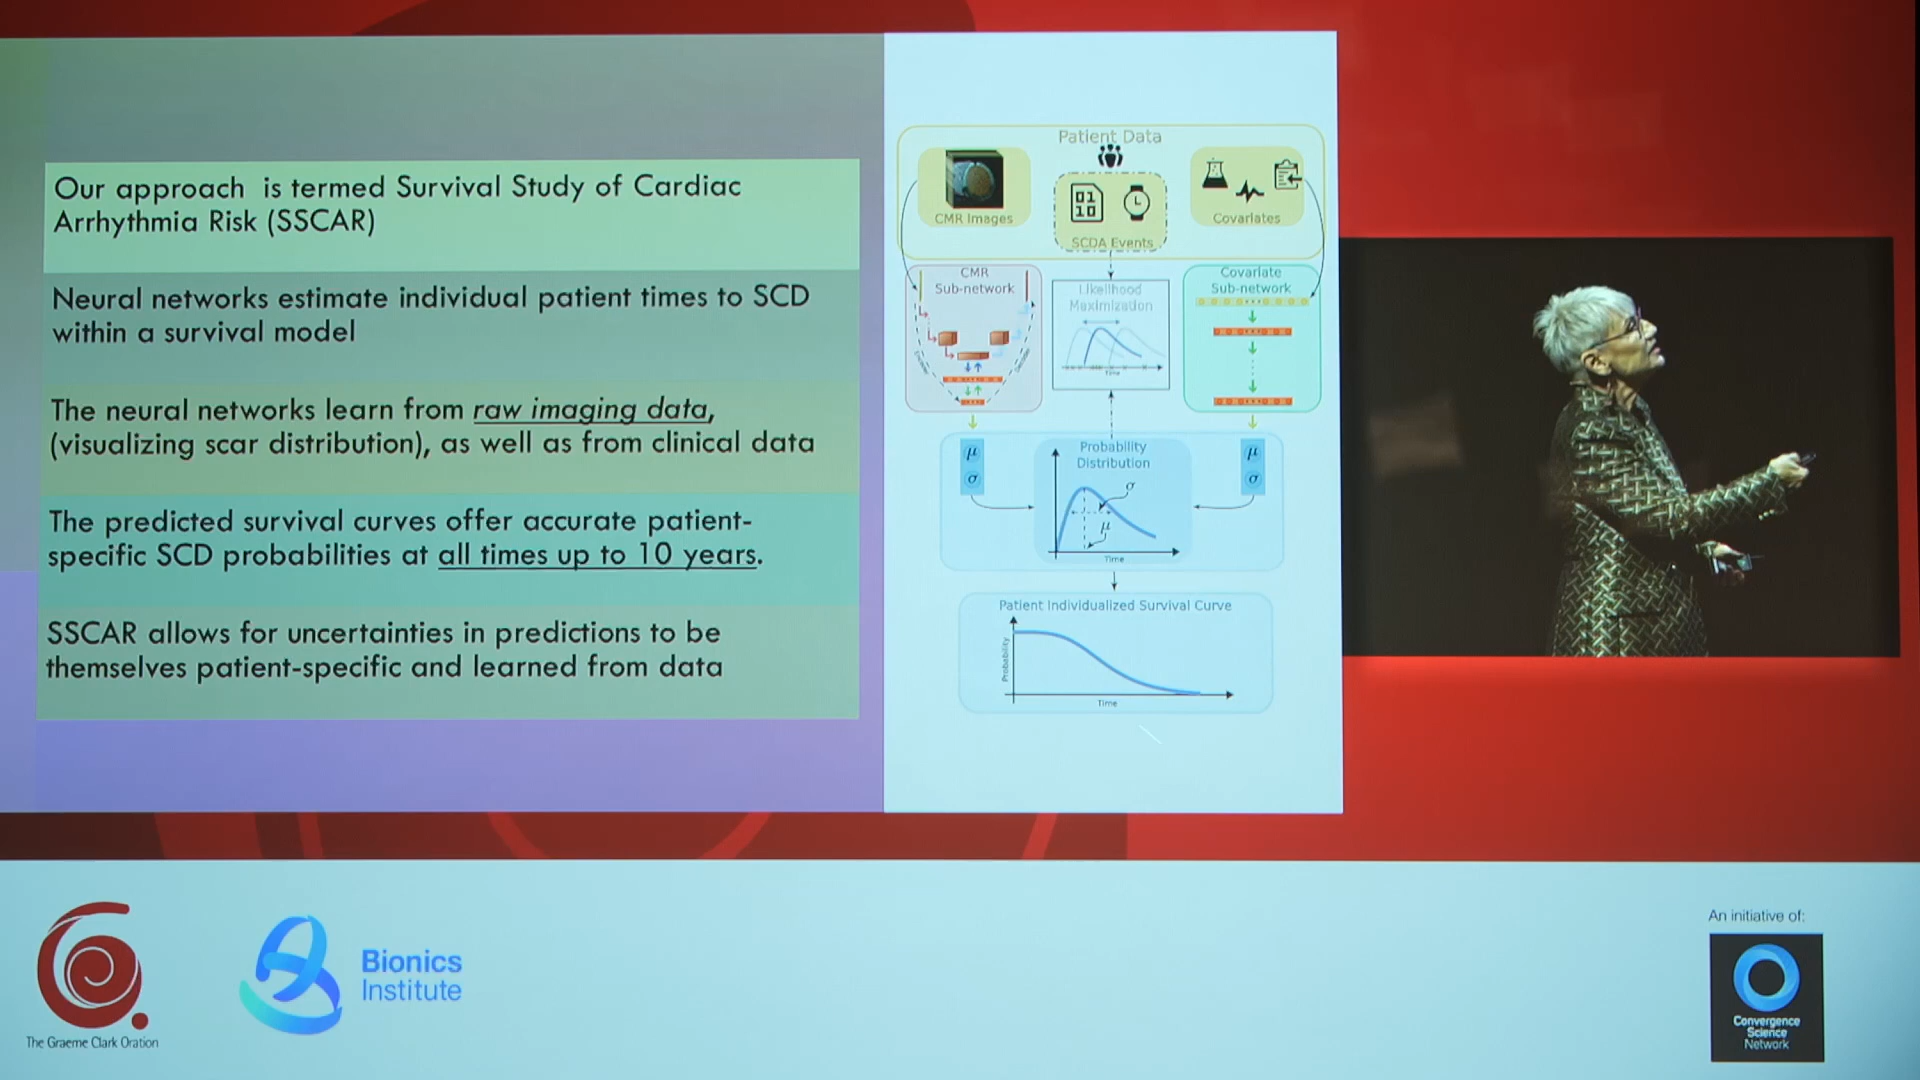 Our approach is termed Survival Study of Cardiac
Arrhythmia Risk (SSCAR)
Neural networks estimate individual patient times to SCD
within a survival model
The neural networks learn from raw imaging data,
(visualizing scar distribution), as well as from clinical data
The predicted survival curves offer accurate patient-
specific SCD probabilities at all times up to 10 years.
SSCAR allows for uncertainties in predictions to be
themselves patient-specific and learned from data
Patient Data
CMR Images
01
10
SCDA Events
Covariates
CMR
Sub-network
Encoder
Decoder
Likelihood
Maximization
Time
Covariate
Sub-network
μ
σ
Probability
Distribution
σ
μ
Time
μ
σ
Patient Individualized Survival Curve
Probability
Time
The Graeme Clark Oration
Bionics
Institute
An initiative of:
Convergence
Science
Network